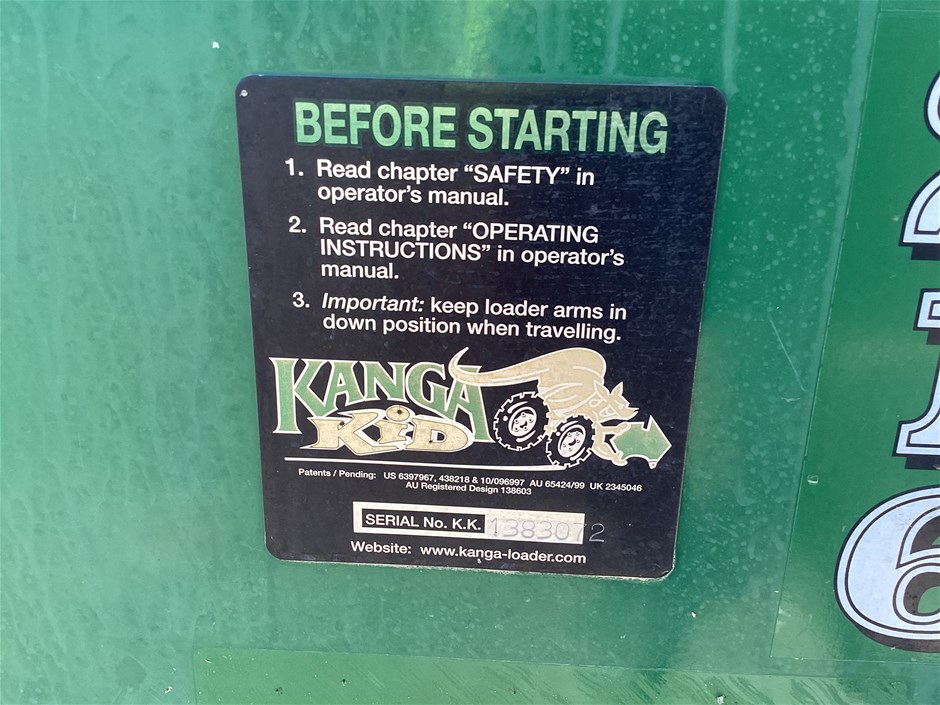 BEFORE STARTING
1. Read chapter “SAFETY” in
operator’s manual.
2. Read chapter “OPERATING
INSTRUCTIONS” in operator’s
manual.
3. Important: keep loader arms in
down position when travelling.
KANGA
KiD
Patents / Pending: US 6397967, 438218 & 10/096997 AU 65424/99 UK 2345046
AU Registered Design 138603
SERIAL No. K.K. 1383072
Website: www.kanga-loader.com
6